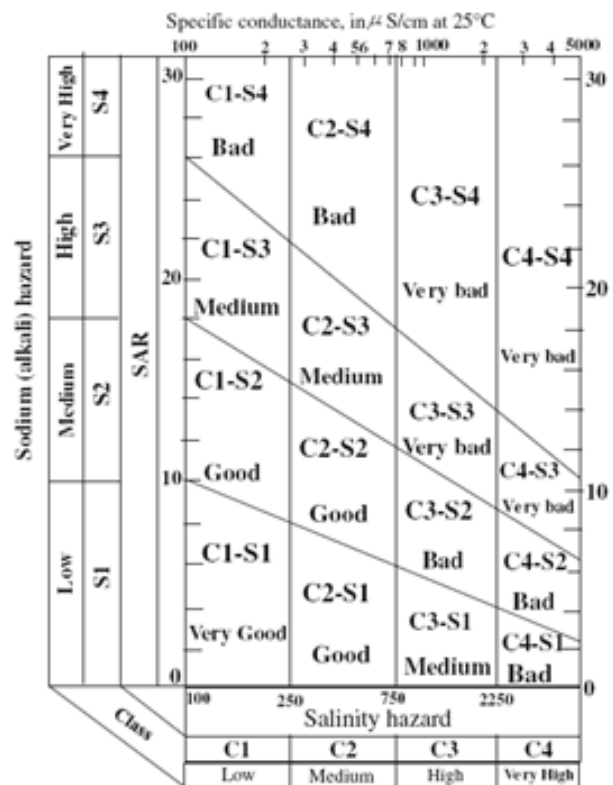 Specific conductance, in,μ S/cm at 25°C
100 2 3 4 56 7 8 1000 2 3 4 5000
30 30
20 20
10 10
0 0
Sodium (alkali) hazard
Very High S4
High S3
Medium S2
Low S1
SAR
C1-S4
Bad
C1-S3
Medium
C1-S2
Good
C1-S1
Very Good
C2-S4
Bad
C2-S3
Medium
C2-S2
Good
C2-S1
Good
C3-S4
Very bad
C3-S3
Very bad
C3-S2
Bad
C3-S1
Medium
C4-S4
Very bad
C4-S3
Very bad
C4-S2
Bad
C4-S1
Bad
100 250 750 2250
Salinity hazard
Class
C1 C2 C3 C4
Low Medium High Very High